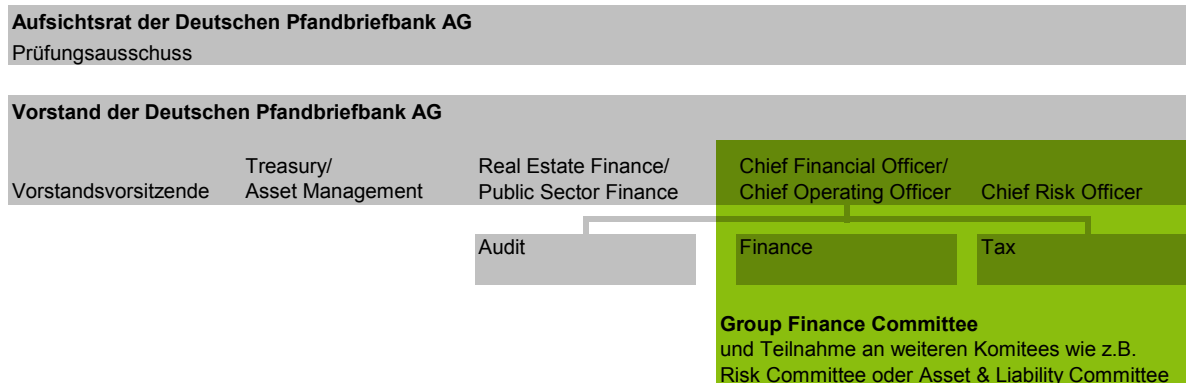 Aufsichtsrat der Deutschen Pfandbriefbank AG
Prüfungsausschuss
Vorstand der Deutschen Pfandbriefbank AG
Vorstandsvorsitzende
Treasury/
Asset Management
Real Estate Finance/
Public Sector Finance
Chief Financial Officer/
Chief Operating Officer
Chief Risk Officer
Audit
Finance
Tax
Group Finance Committee
und Teilnahme an weiteren Komitees wie z.B.
Risk Committee oder Asset & Liability Committee